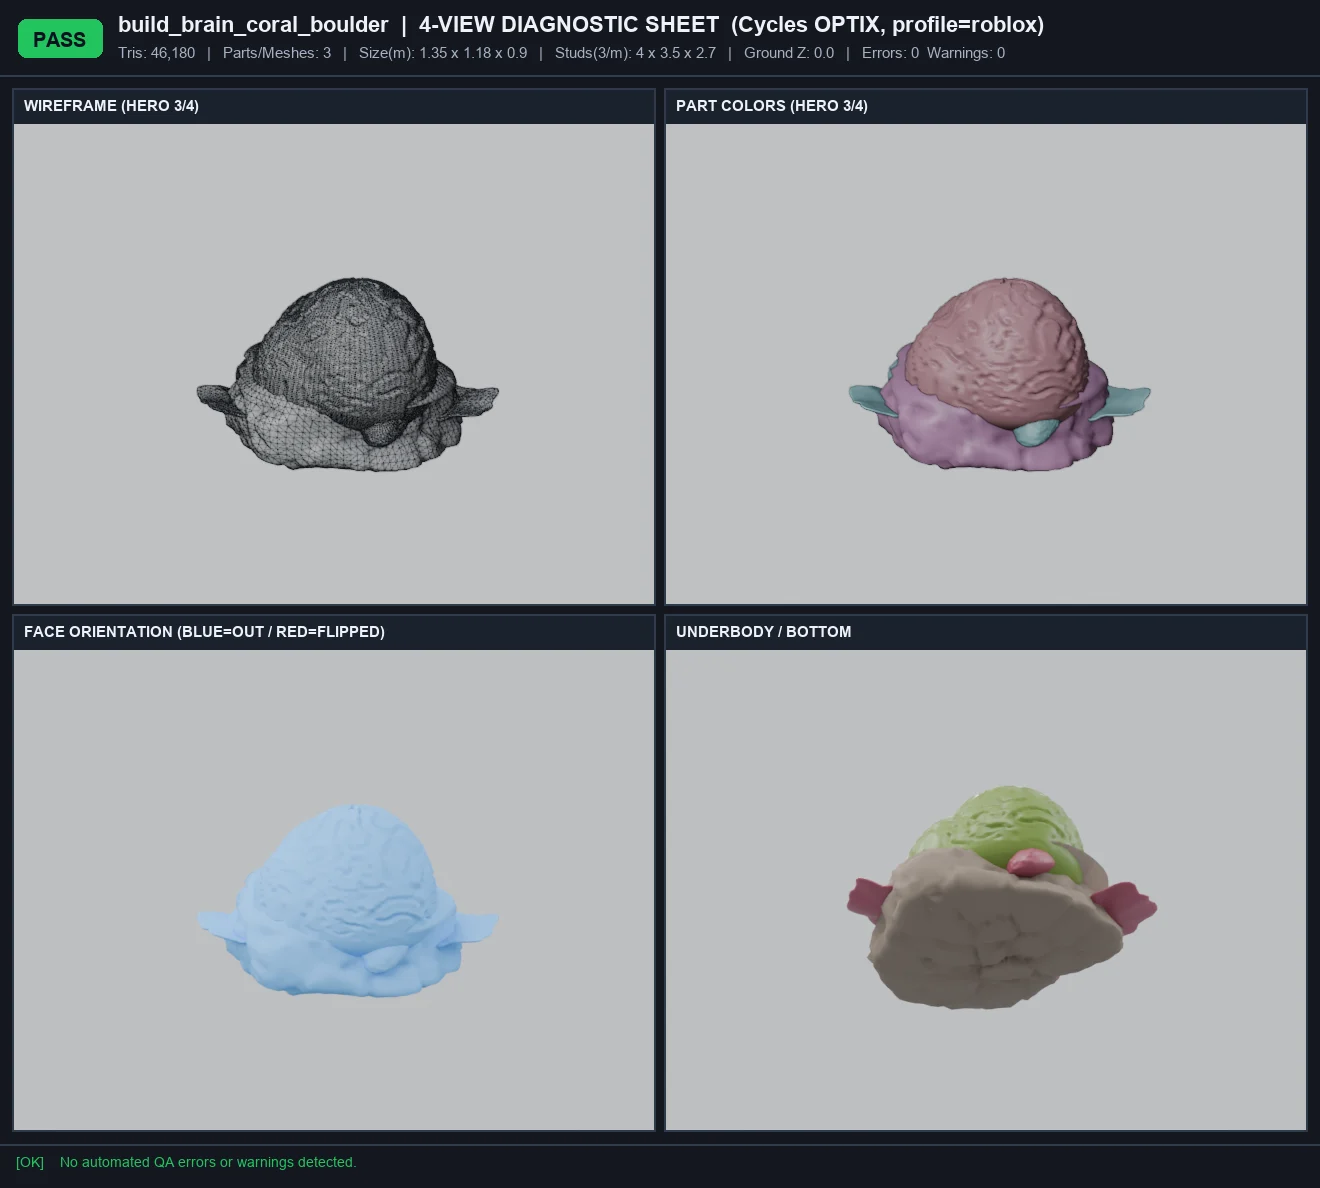 PASS
build_brain_coral_boulder | 4-VIEW DIAGNOSTIC SHEET (Cycles OPTIX, profile=roblox)
Tris: 46,180 | Parts/Meshes: 3 | Size(m): 1.35 x 1.18 x 0.9 | Studs(3/m): 4 x 3.5 x 2.7 | Ground Z: 0.0 | Errors: 0 Warnings: 0
WIREFRAME (HERO 3/4)
PART COLORS (HERO 3/4)
FACE ORIENTATION (BLUE=OUT / RED=FLIPPED)
UNDERBODY / BOTTOM
[OK] No automated QA errors or warnings detected.